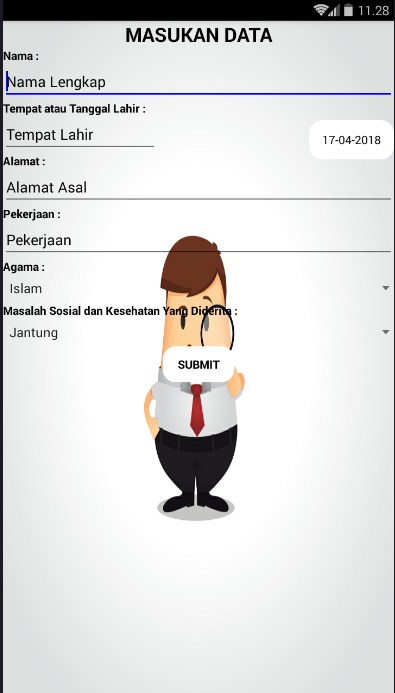 11.28
MASUKAN DATA
Nama :
Nama Lengkap
Tempat atau Tanggal Lahir :
Tempat Lahir
17-04-2018
Alamat :
Alamat Asal
Pekerjaan :
Pekerjaan
Agama :
Islam
Masalah Sosial dan Kesehatan Yang Diderita :
Jantung
SUBMIT